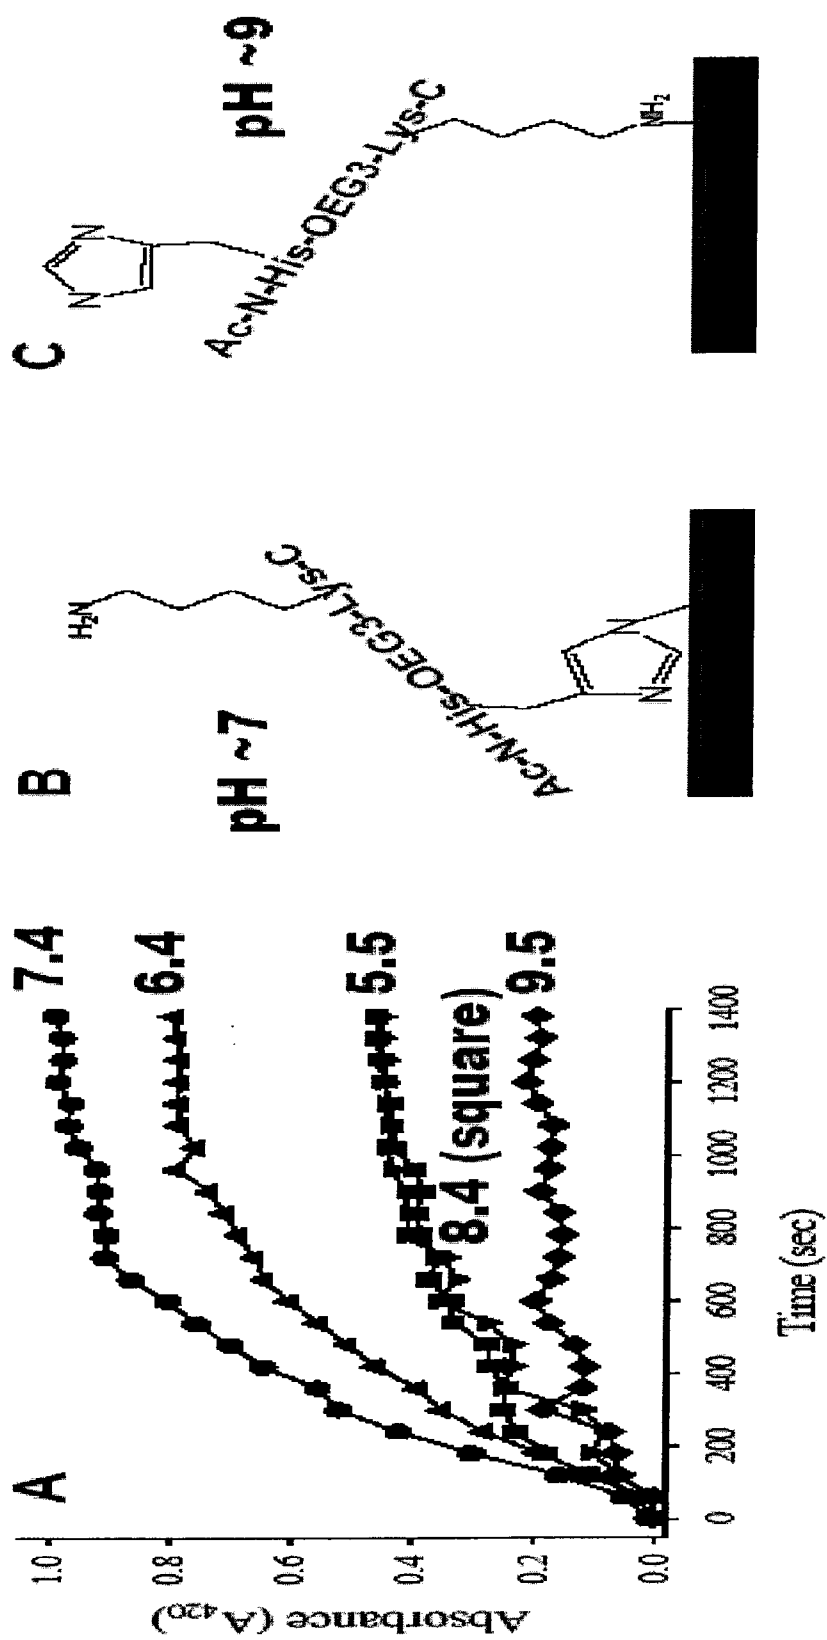 A
7.4
6.4
5.5
8.4 (square)
9.5
1.0
0.8
0.6
0.4
0.2
0.0
Absorbance (A420)
0 200 400 600 800 1000 1200 1400
Time (sec)
B
pH ~7
H2N
Ac-N-His-OEG3-Lys-C
N
N
C
pH ~9
N
N
Ac-N-His-OEG3-Lys-C
NH2